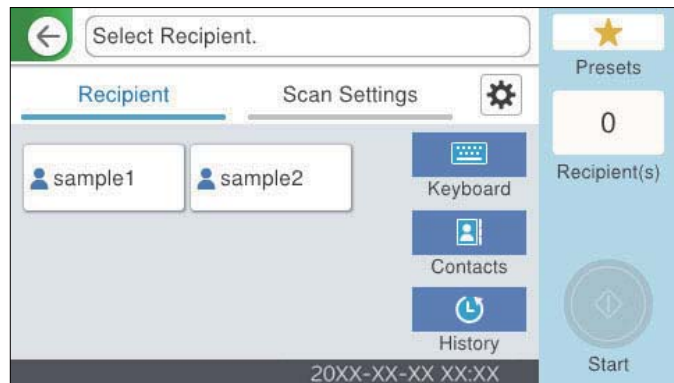 Select Recipient.
Presets
Recipient
Scan Settings
0
Recipient(s)
sample1
sample2
Keyboard
Contacts
History
Start
20XX-XX-XX XX:XX